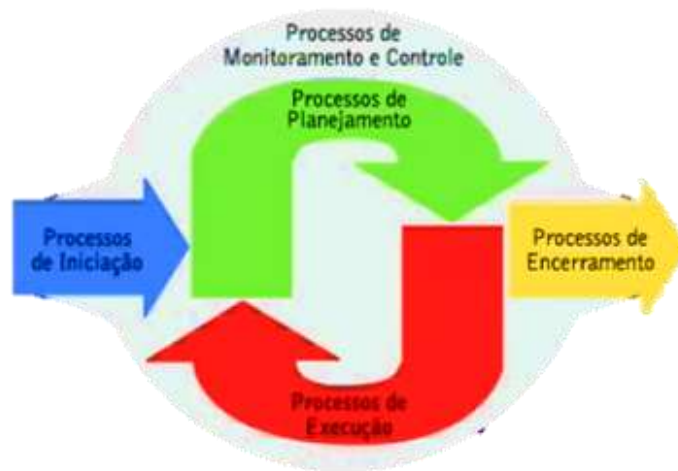 Processos de
Monitoramento e Controle
Processos de
Planejamento
Processos
de Iniciação
Processos de
Encerramento
Processos de
Execução